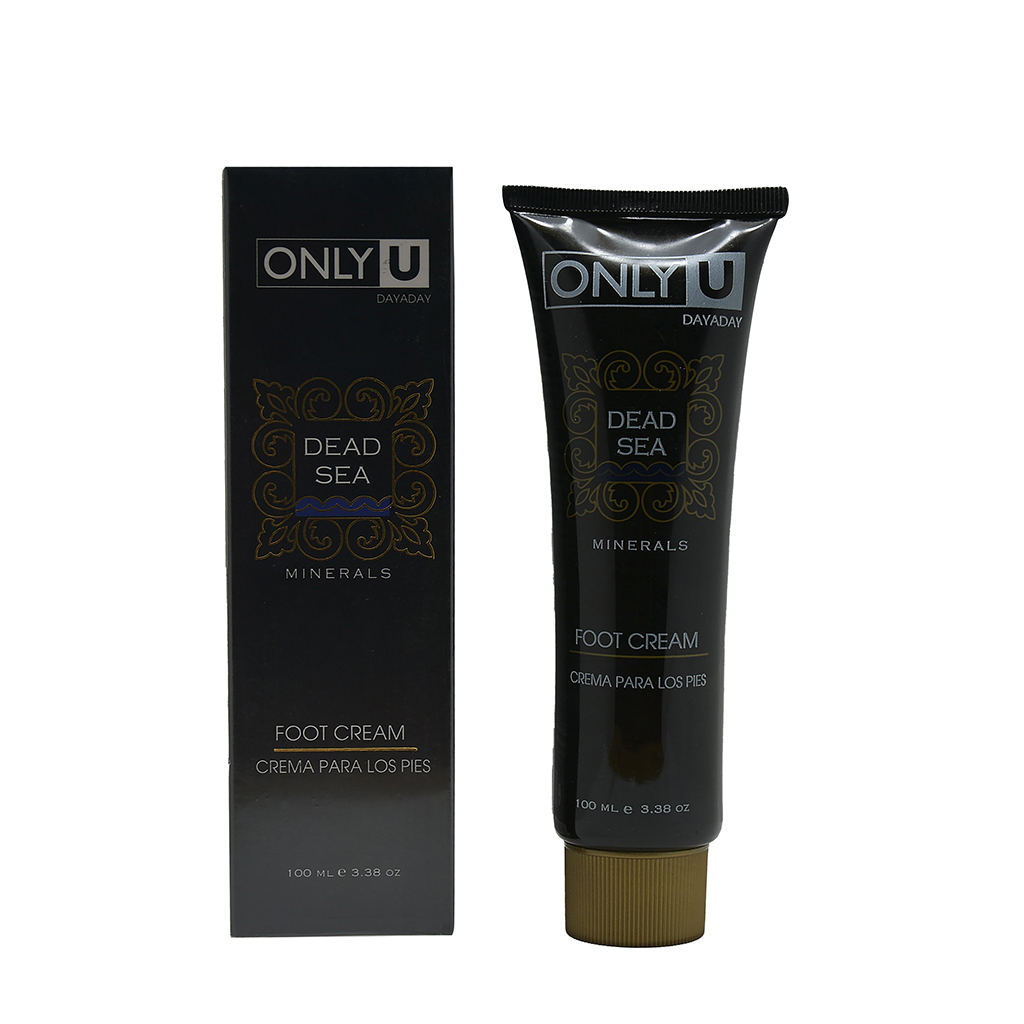 ONLY U
DAYADAY
DEAD
SEA
MINERALS
FOOT CREAM
CREMA PARA LOS PIES
100 ML e 3.38 OZ
ONLY U
DAYADAY
DEAD
SEA
MINERALS
FOOT CREAM
CREMA PARA LOS PIES
100 ML e 3.38 OZ